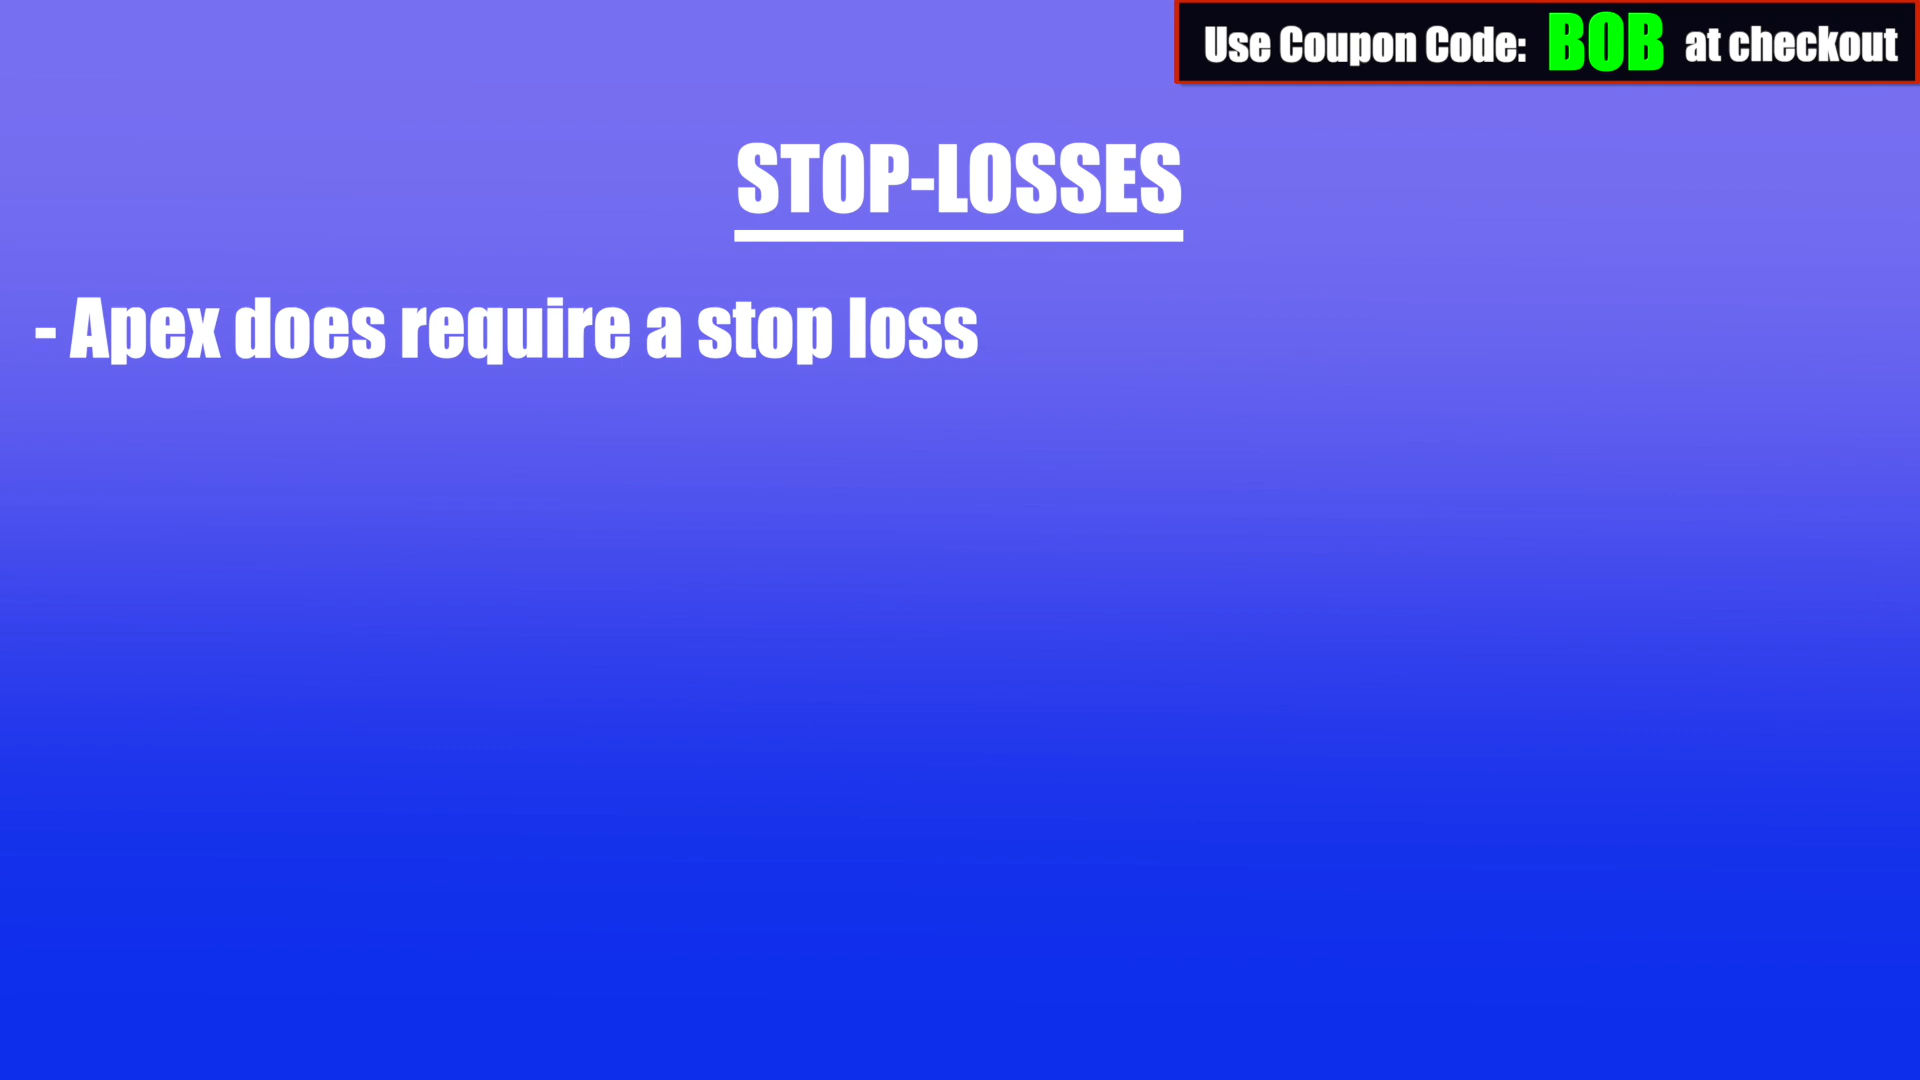 Use Coupon Code: BOB at checkout
STOP-LOSSES
- Apex does require a stop loss